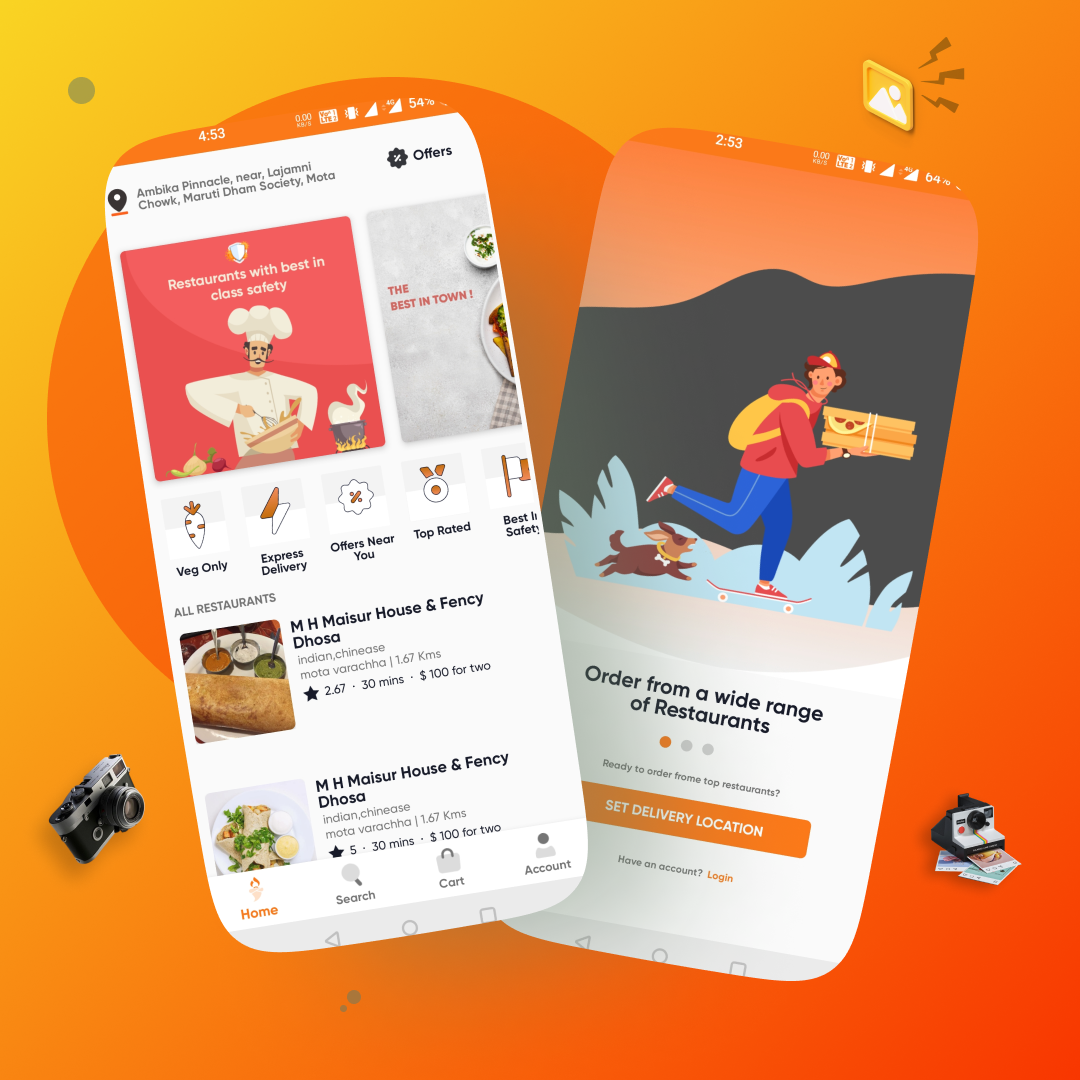 4:53
0.00
KB/S
4G
54%
Ambika Pinnacle, near, Lajamni
Chowk, Maruti Dham Society, Mota
Offers
Restaurants with best in
class safety
THE
BEST IN TOWN !
Veg Only
Express
Delivery
Offers Near
You
Top Rated
Best In
Safety
ALL RESTAURANTS
M H Maisur House & Fency
Dhosa
indian,chinease
mota varachha | 1.67 Kms
2.67 · 30 mins · $ 100 for two
M H Maisur House & Fency
Dhosa
indian,chinease
mota varachha | 1.67 Kms
5 · 30 mins · $ 100 for two
Home
Search
Cart
Account
2:53
0.00
KB/S
4G
64%
Order from a wide range
of Restaurants
Ready to order frome top restaurants?
SET DELIVERY LOCATION
Have an account? Login